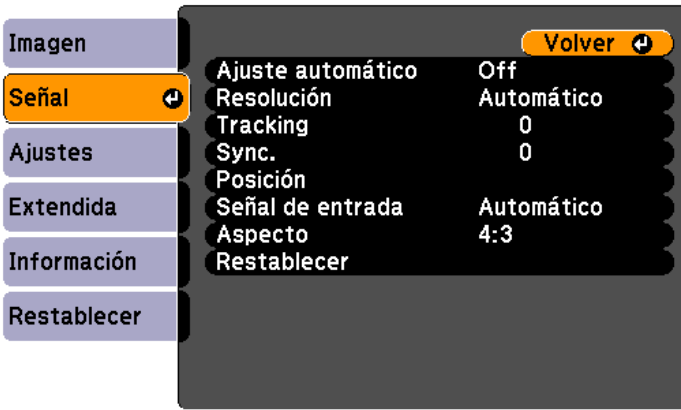 Imagen
Señal
Ajustes
Extendida
Información
Restablecer
Volver
Ajuste automático Off
Resolución Automático
Tracking 0
Sync. 0
Posición
Señal de entrada Automático
Aspecto 4:3
Restablecer